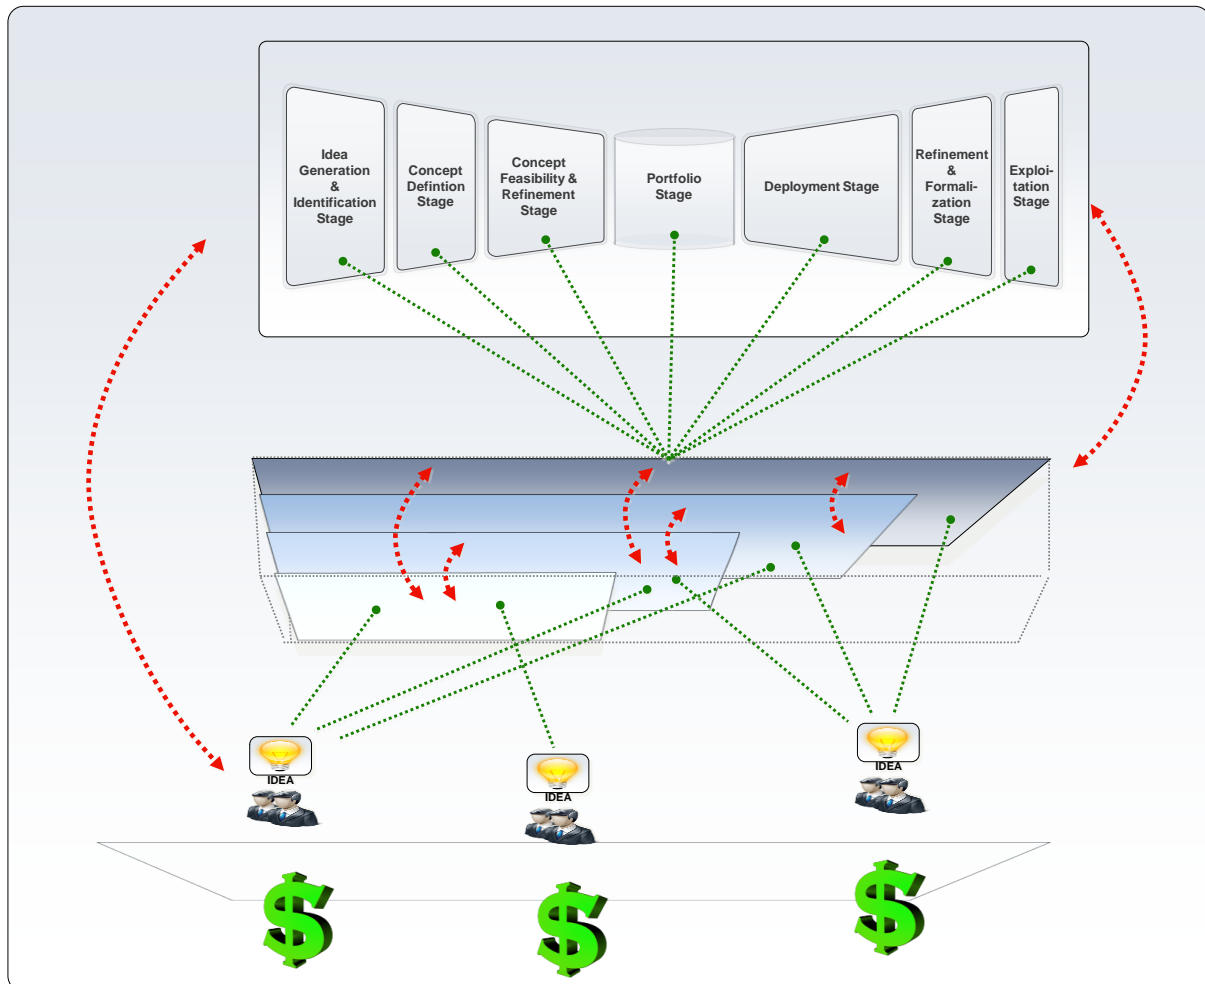 Idea
Generation
&
Identification
Stage
Concept
Defintion
Stage
Concept
Feasibility &
Refinement
Stage
Portfolio
Stage
Deployment Stage
Refinement
&
Formali-
zation
Stage
Exploi-
tation
Stage
IDEA
IDEA
IDEA
$
$
$